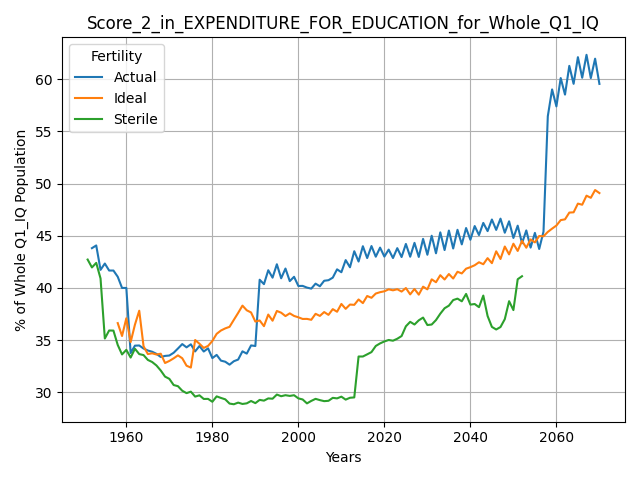 Score_2_in_EXPENDITURE_FOR_EDUCATION_for_Whole_Q1_IQ
Fertility
Actual
Ideal
Sterile
% of Whole Q1_IQ Population
60
55
50
45
40
35
30
1960 1980 2000 2020 2040 2060
Years